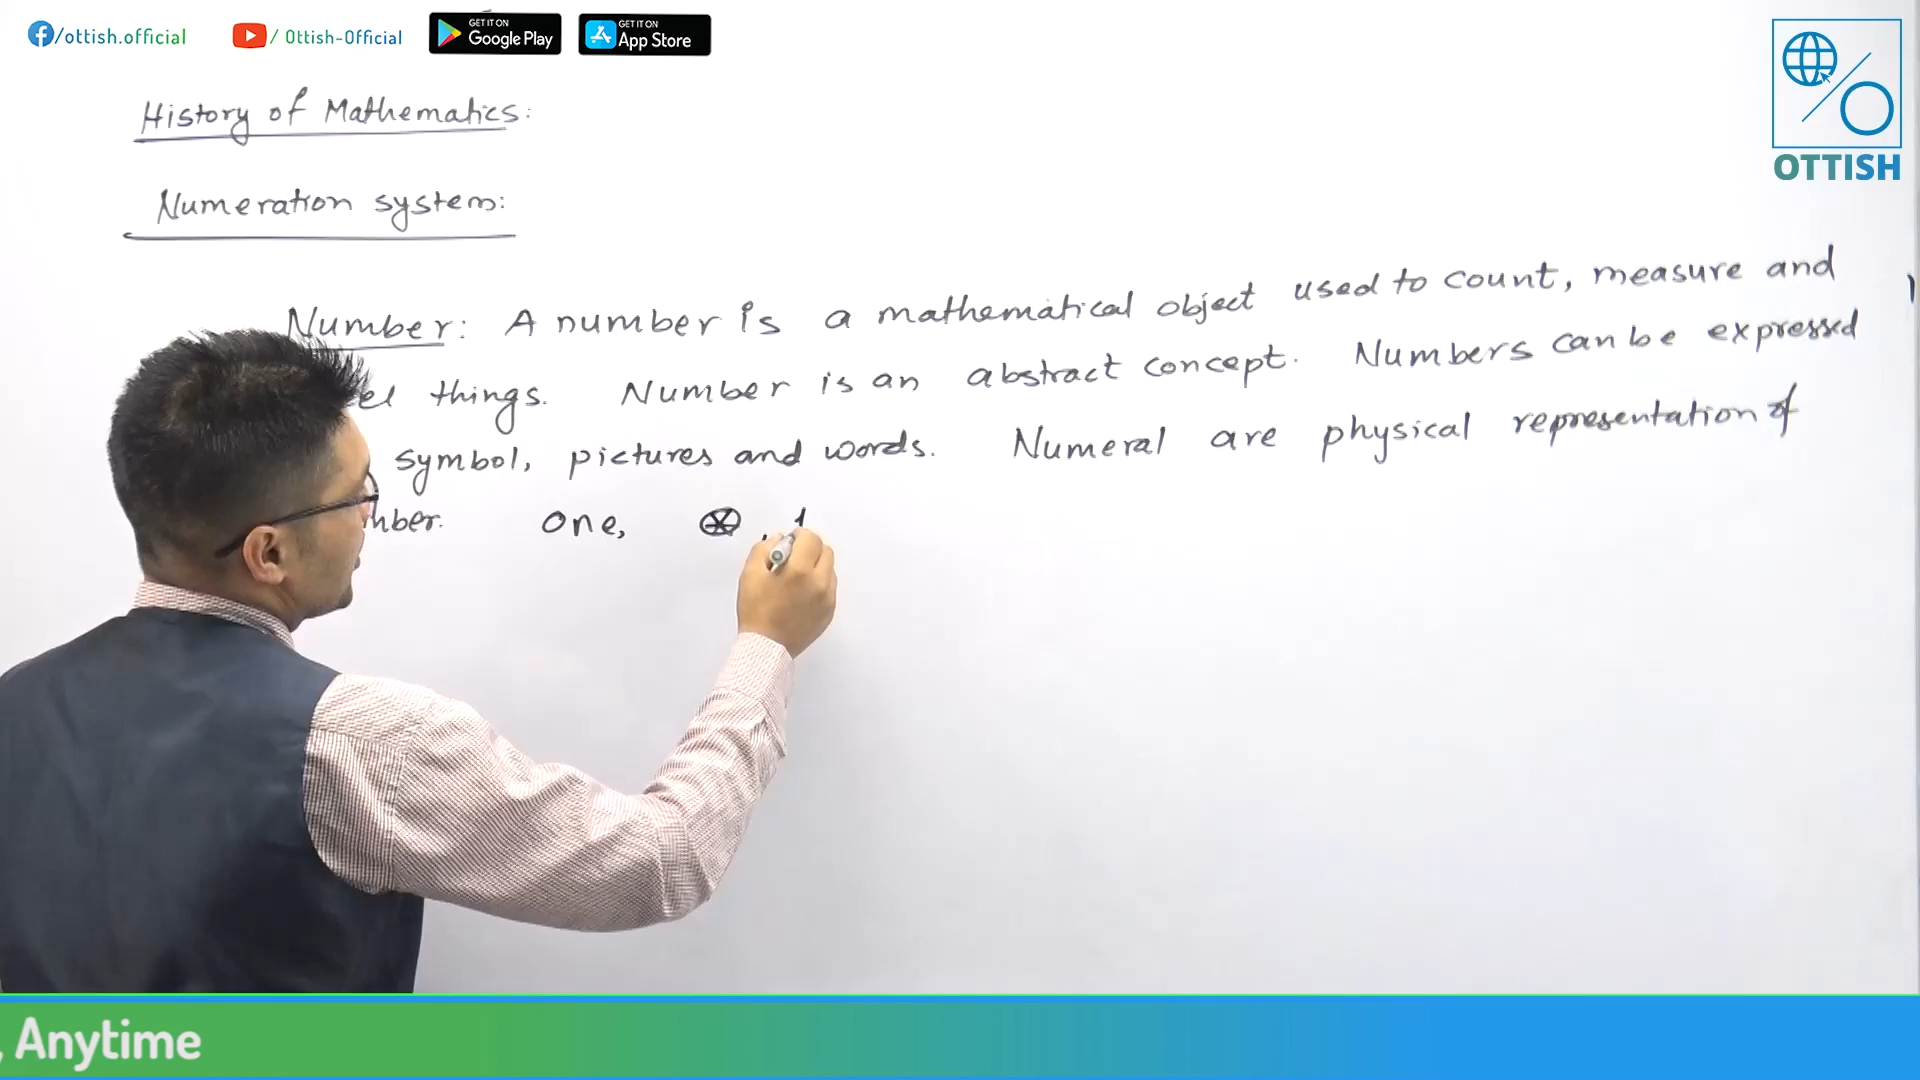 /ottish.official / Ottish-Official GET IT ON Google Play GET IT ON App Store
OTTISH
History of Mathematics:
Numeration system:
Number: A number is a mathematical object used to count, measure and
things. Number is an abstract concept. Numbers can be expressed
symbol, pictures and words. Numeral are physical representation of
mber. One, 1
, Anytime